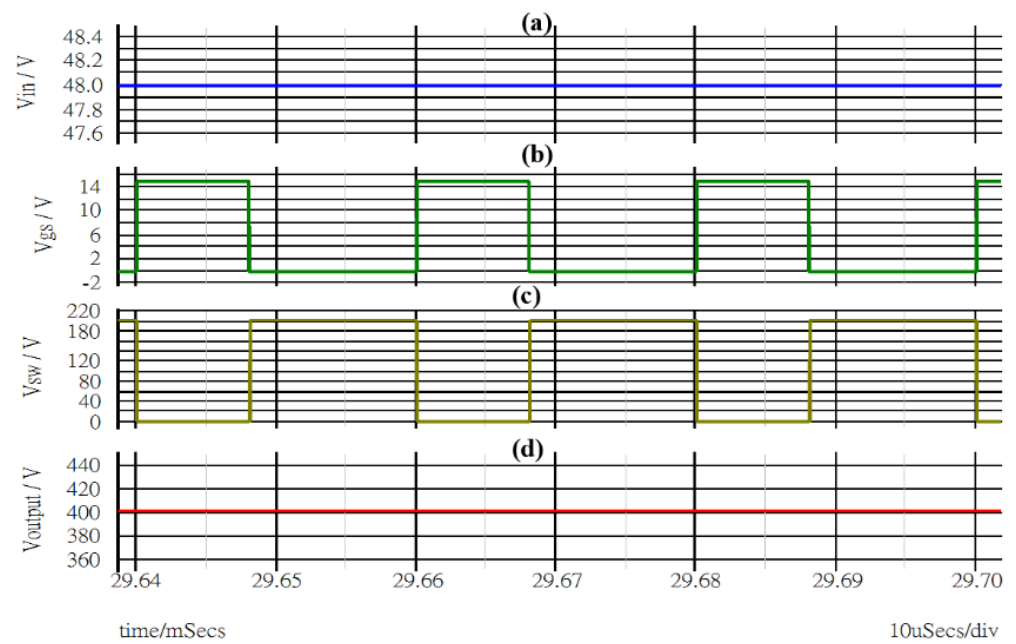 (a)
Vin / V
48.4
48.2
48.0
47.8
47.6
(b)
Vgs / V
14
10
6
2
-2
(c)
Vsw / V
220
180
120
80
40
0
(d)
Voutput / V
440
420
400
380
360
29.64 29.65 29.66 29.67 29.68 29.69 29.70
time/mSecs 10uSecs/div